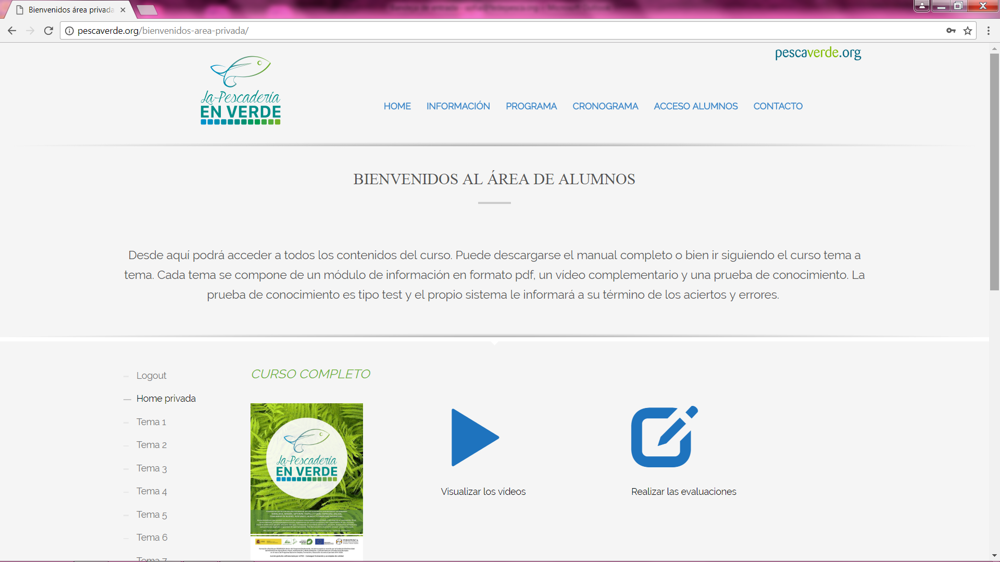 Bienvenidos área privada
pescaverde.org/bienvenidos-area-privada/
pescaverde.org
La-Pescadería
EN VERDE
HOME INFORMACIÓN PROGRAMA CRONOGRAMA ACCESO ALUMNOS CONTACTO
BIENVENIDOS AL ÁREA DE ALUMNOS
Desde aquí podrá acceder a todos los contenidos del curso. Puede descargarse el manual completo o bien ir siguiendo el curso tema a
tema. Cada tema se compone de un módulo de información en formato pdf, un vídeo complementario y una prueba de conocimiento. La
prueba de conocimiento es tipo test y el propio sistema le informará a su término de los aciertos y errores.
Logout
Home privada
Tema 1
Tema 2
Tema 3
Tema 4
Tema 5
Tema 6
Tema 7
CURSO COMPLETO
La-Pescadería
EN VERDE
FEDEPESCA
Visualizar los vídeos
Realizar las evaluaciones